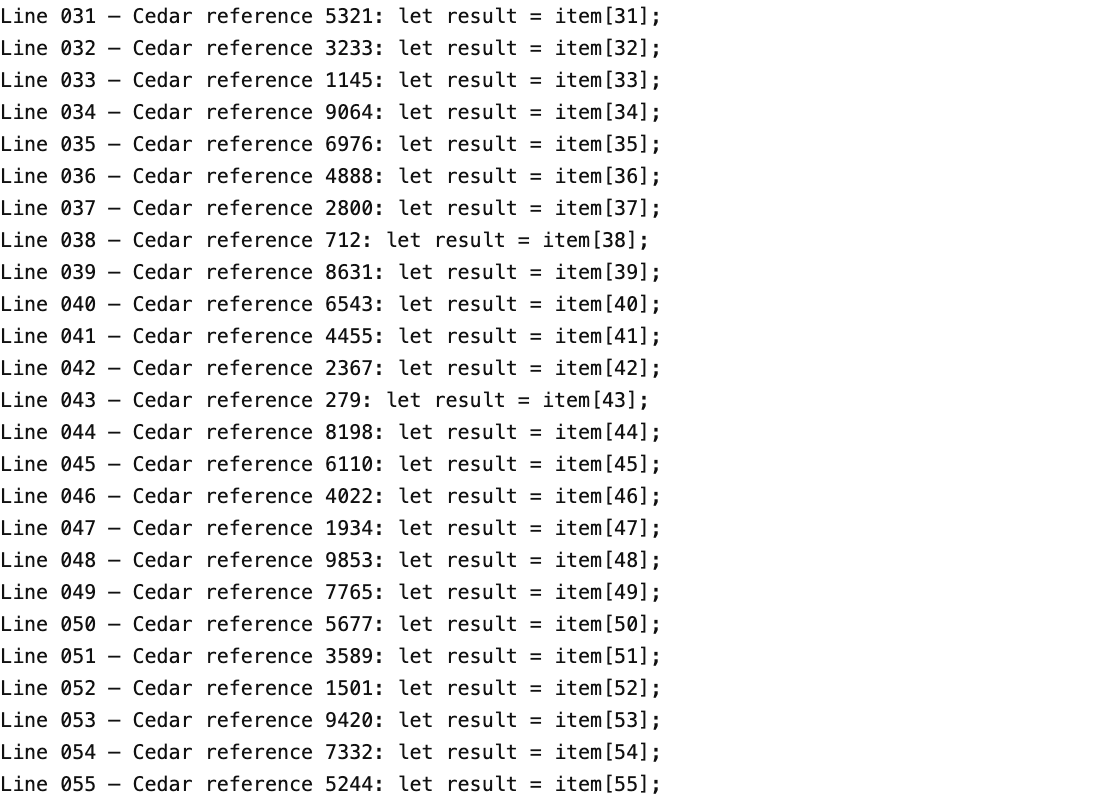 Line 031 – Cedar reference 5321: let result = item[31];
Line 032 – Cedar reference 3233: let result = item[32];
Line 033 – Cedar reference 1145: let result = item[33];
Line 034 – Cedar reference 9064: let result = item[34];
Line 035 – Cedar reference 6976: let result = item[35];
Line 036 – Cedar reference 4888: let result = item[36];
Line 037 – Cedar reference 2800: let result = item[37];
Line 038 – Cedar reference 712: let result = item[38];
Line 039 – Cedar reference 8631: let result = item[39];
Line 040 – Cedar reference 6543: let result = item[40];
Line 041 – Cedar reference 4455: let result = item[41];
Line 042 – Cedar reference 2367: let result = item[42];
Line 043 – Cedar reference 279: let result = item[43];
Line 044 – Cedar reference 8198: let result = item[44];
Line 045 – Cedar reference 6110: let result = item[45];
Line 046 – Cedar reference 4022: let result = item[46];
Line 047 – Cedar reference 1934: let result = item[47];
Line 048 – Cedar reference 9853: let result = item[48];
Line 049 – Cedar reference 7765: let result = item[49];
Line 050 – Cedar reference 5677: let result = item[50];
Line 051 – Cedar reference 3589: let result = item[51];
Line 052 – Cedar reference 1501: let result = item[52];
Line 053 – Cedar reference 9420: let result = item[53];
Line 054 – Cedar reference 7332: let result = item[54];
Line 055 – Cedar reference 5244: let result = item[55];